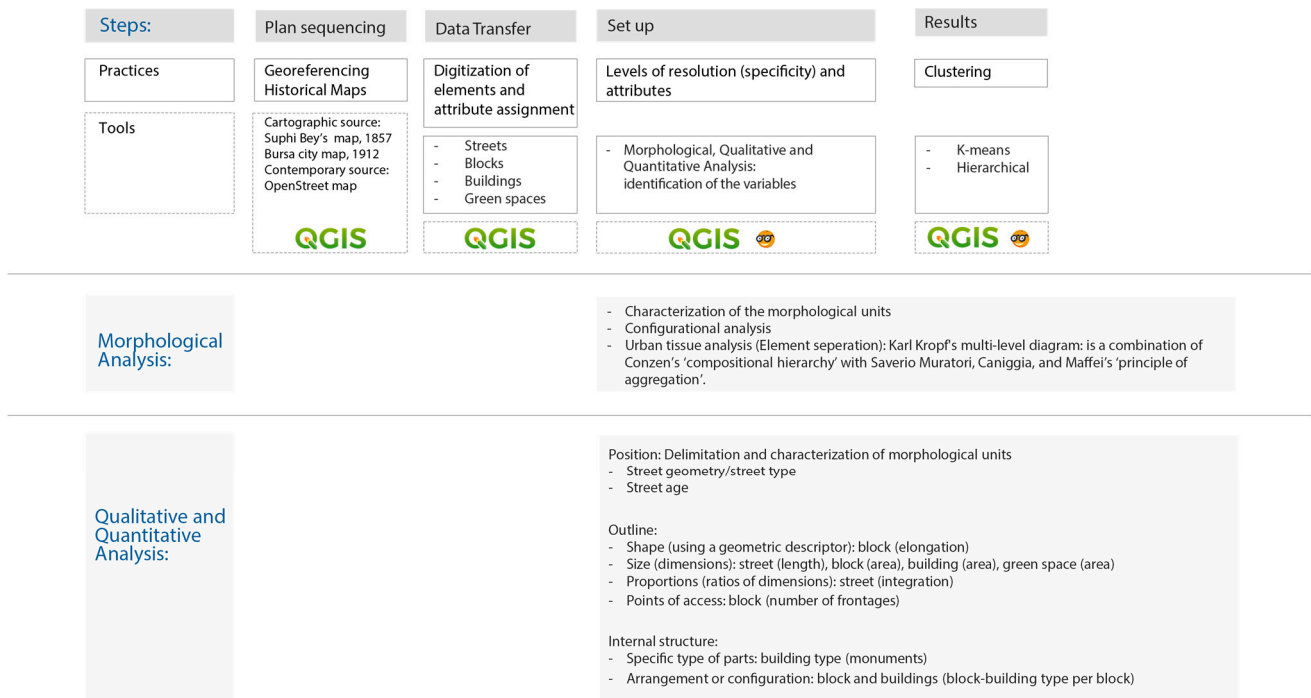 Steps:
Plan sequencing
Data Transfer
Set up
Results
Practices
Georeferencing
Historical Maps
Digitization of
elements and
attribute assignment
Levels of resolution (specificity) and
attributes
Clustering
Tools
Cartographic source:
Suphi Bey's map, 1857
Bursa city map, 1912
Contemporary source:
OpenStreet map
QGIS
- Streets
- Blocks
- Buildings
- Green spaces
QGIS
- Morphological, Qualitative and
Quantitative Analysis:
identification of the variables
QGIS
- K-means
- Hierarchical
QGIS
Morphological
Analysis:
- Characterization of the morphological units
- Configurational analysis
- Urban tissue analysis (Element seperation): Karl Kropf's multi-level diagram: is a combination of
Conzen's 'compositional hierarchy' with Saverio Muratori, Caniggia, and Maffei's 'principle of
aggregation'.
Qualitative and
Quantitative
Analysis:
Position: Delimitation and characterization of morphological units
- Street geometry/street type
- Street age
Outline:
- Shape (using a geometric descriptor): block (elongation)
- Size (dimensions): street (length), block (area), building (area), green space (area)
- Proportions (ratios of dimensions): street (integration)
- Points of access: block (number of frontages)
Internal structure:
- Specific type of parts: building type (monuments)
- Arrangement or configuration: block and buildings (block-building type per block)